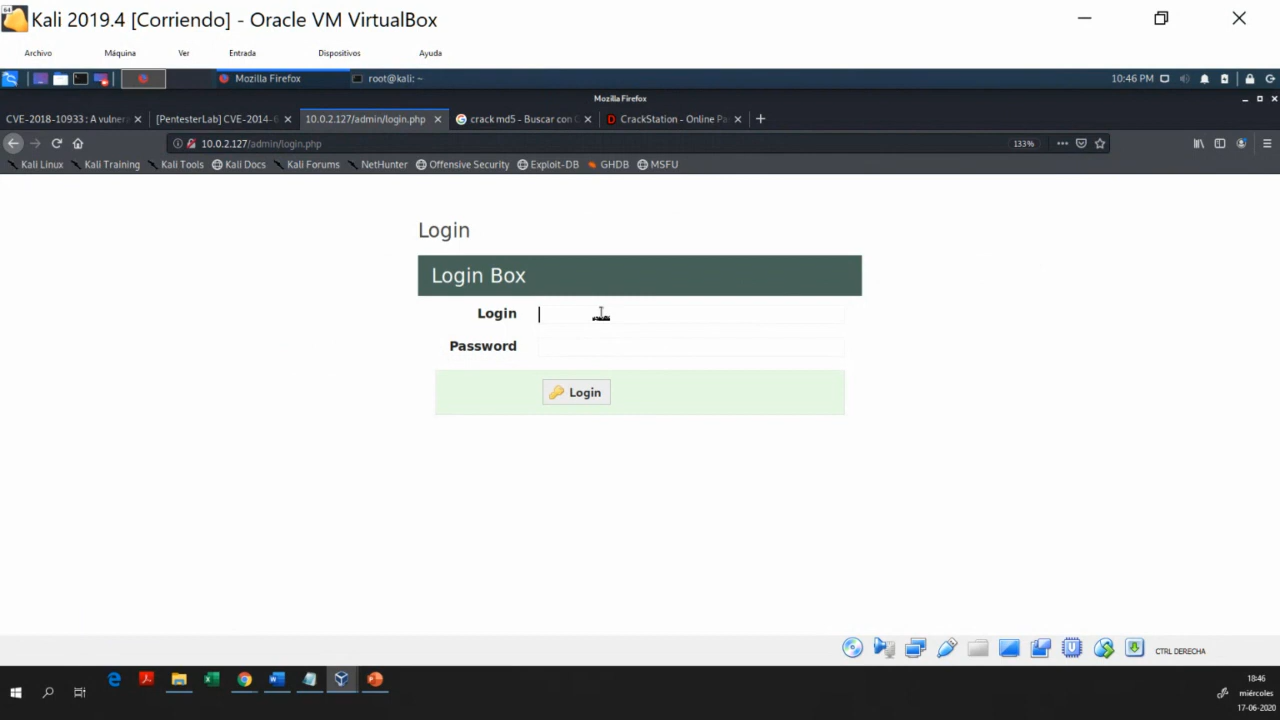 64
Kali 2019.4 [Corriendo] - Oracle VM VirtualBox
Archivo Máquina Ver Entrada Dispositivos Ayuda
Mozilla Firefox root@kali: ~ 10:46 PM
Mozilla Firefox
CVE-2018-10933 : A vulner [PentesterLab] CVE-2014- 10.0.2.127/admin/login.php crack md5 - Buscar con CrackStation - Online Pa
10.0.2.127/admin/login.php 133%
Kali Linux Kali Training Kali Tools Kali Docs Kali Forums NetHunter Offensive Security Exploit-DB GHDB MSFU
Login
Login Box
Login
Password
Login
CTRL DERECHA
18:46
miércoles
17-06-2020